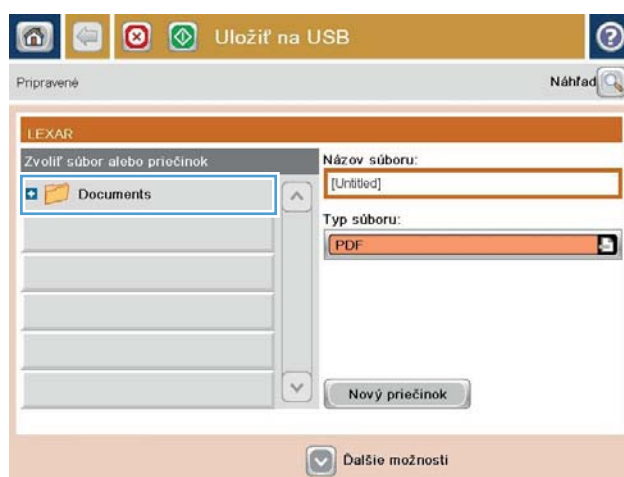 Uložiť na USB
Pripravené
Náhľad
LEXAR
Zvoliť súbor alebo priečinok
Documents
Názov súboru:
[Untitled]
Typ súboru:
PDF
Nový priečinok
Ďalšie možnosti